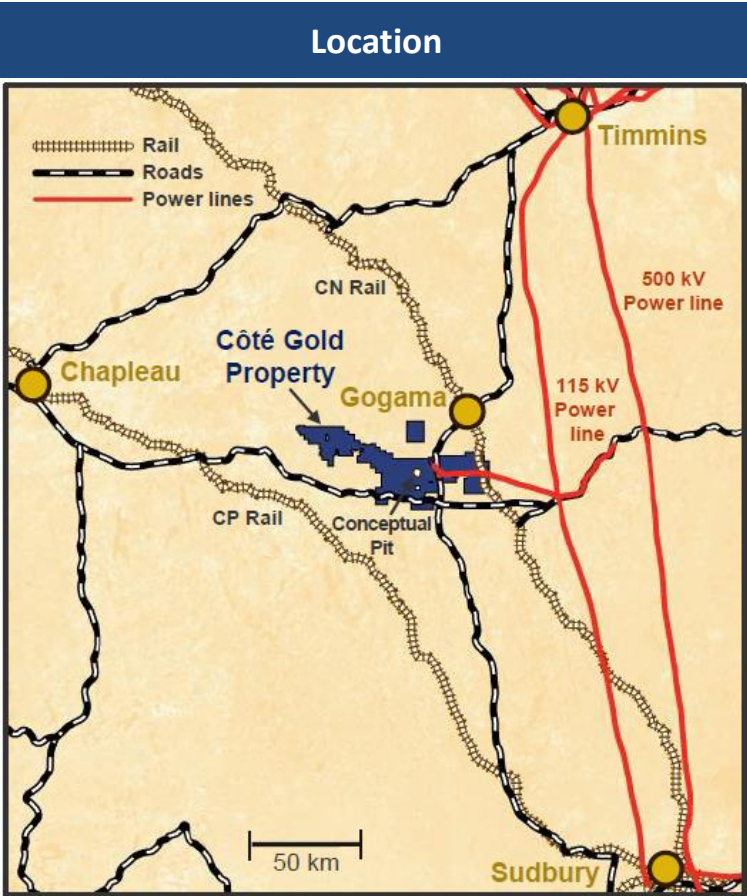 Location
Rail
Roads
Power lines
Timmins
CN Rail
500 kV
Power line
Côté Gold
Property
Chapleau
Gogama
115 kV
Power
line
CP Rail
Conceptual
Pit
50 km
Sudbury